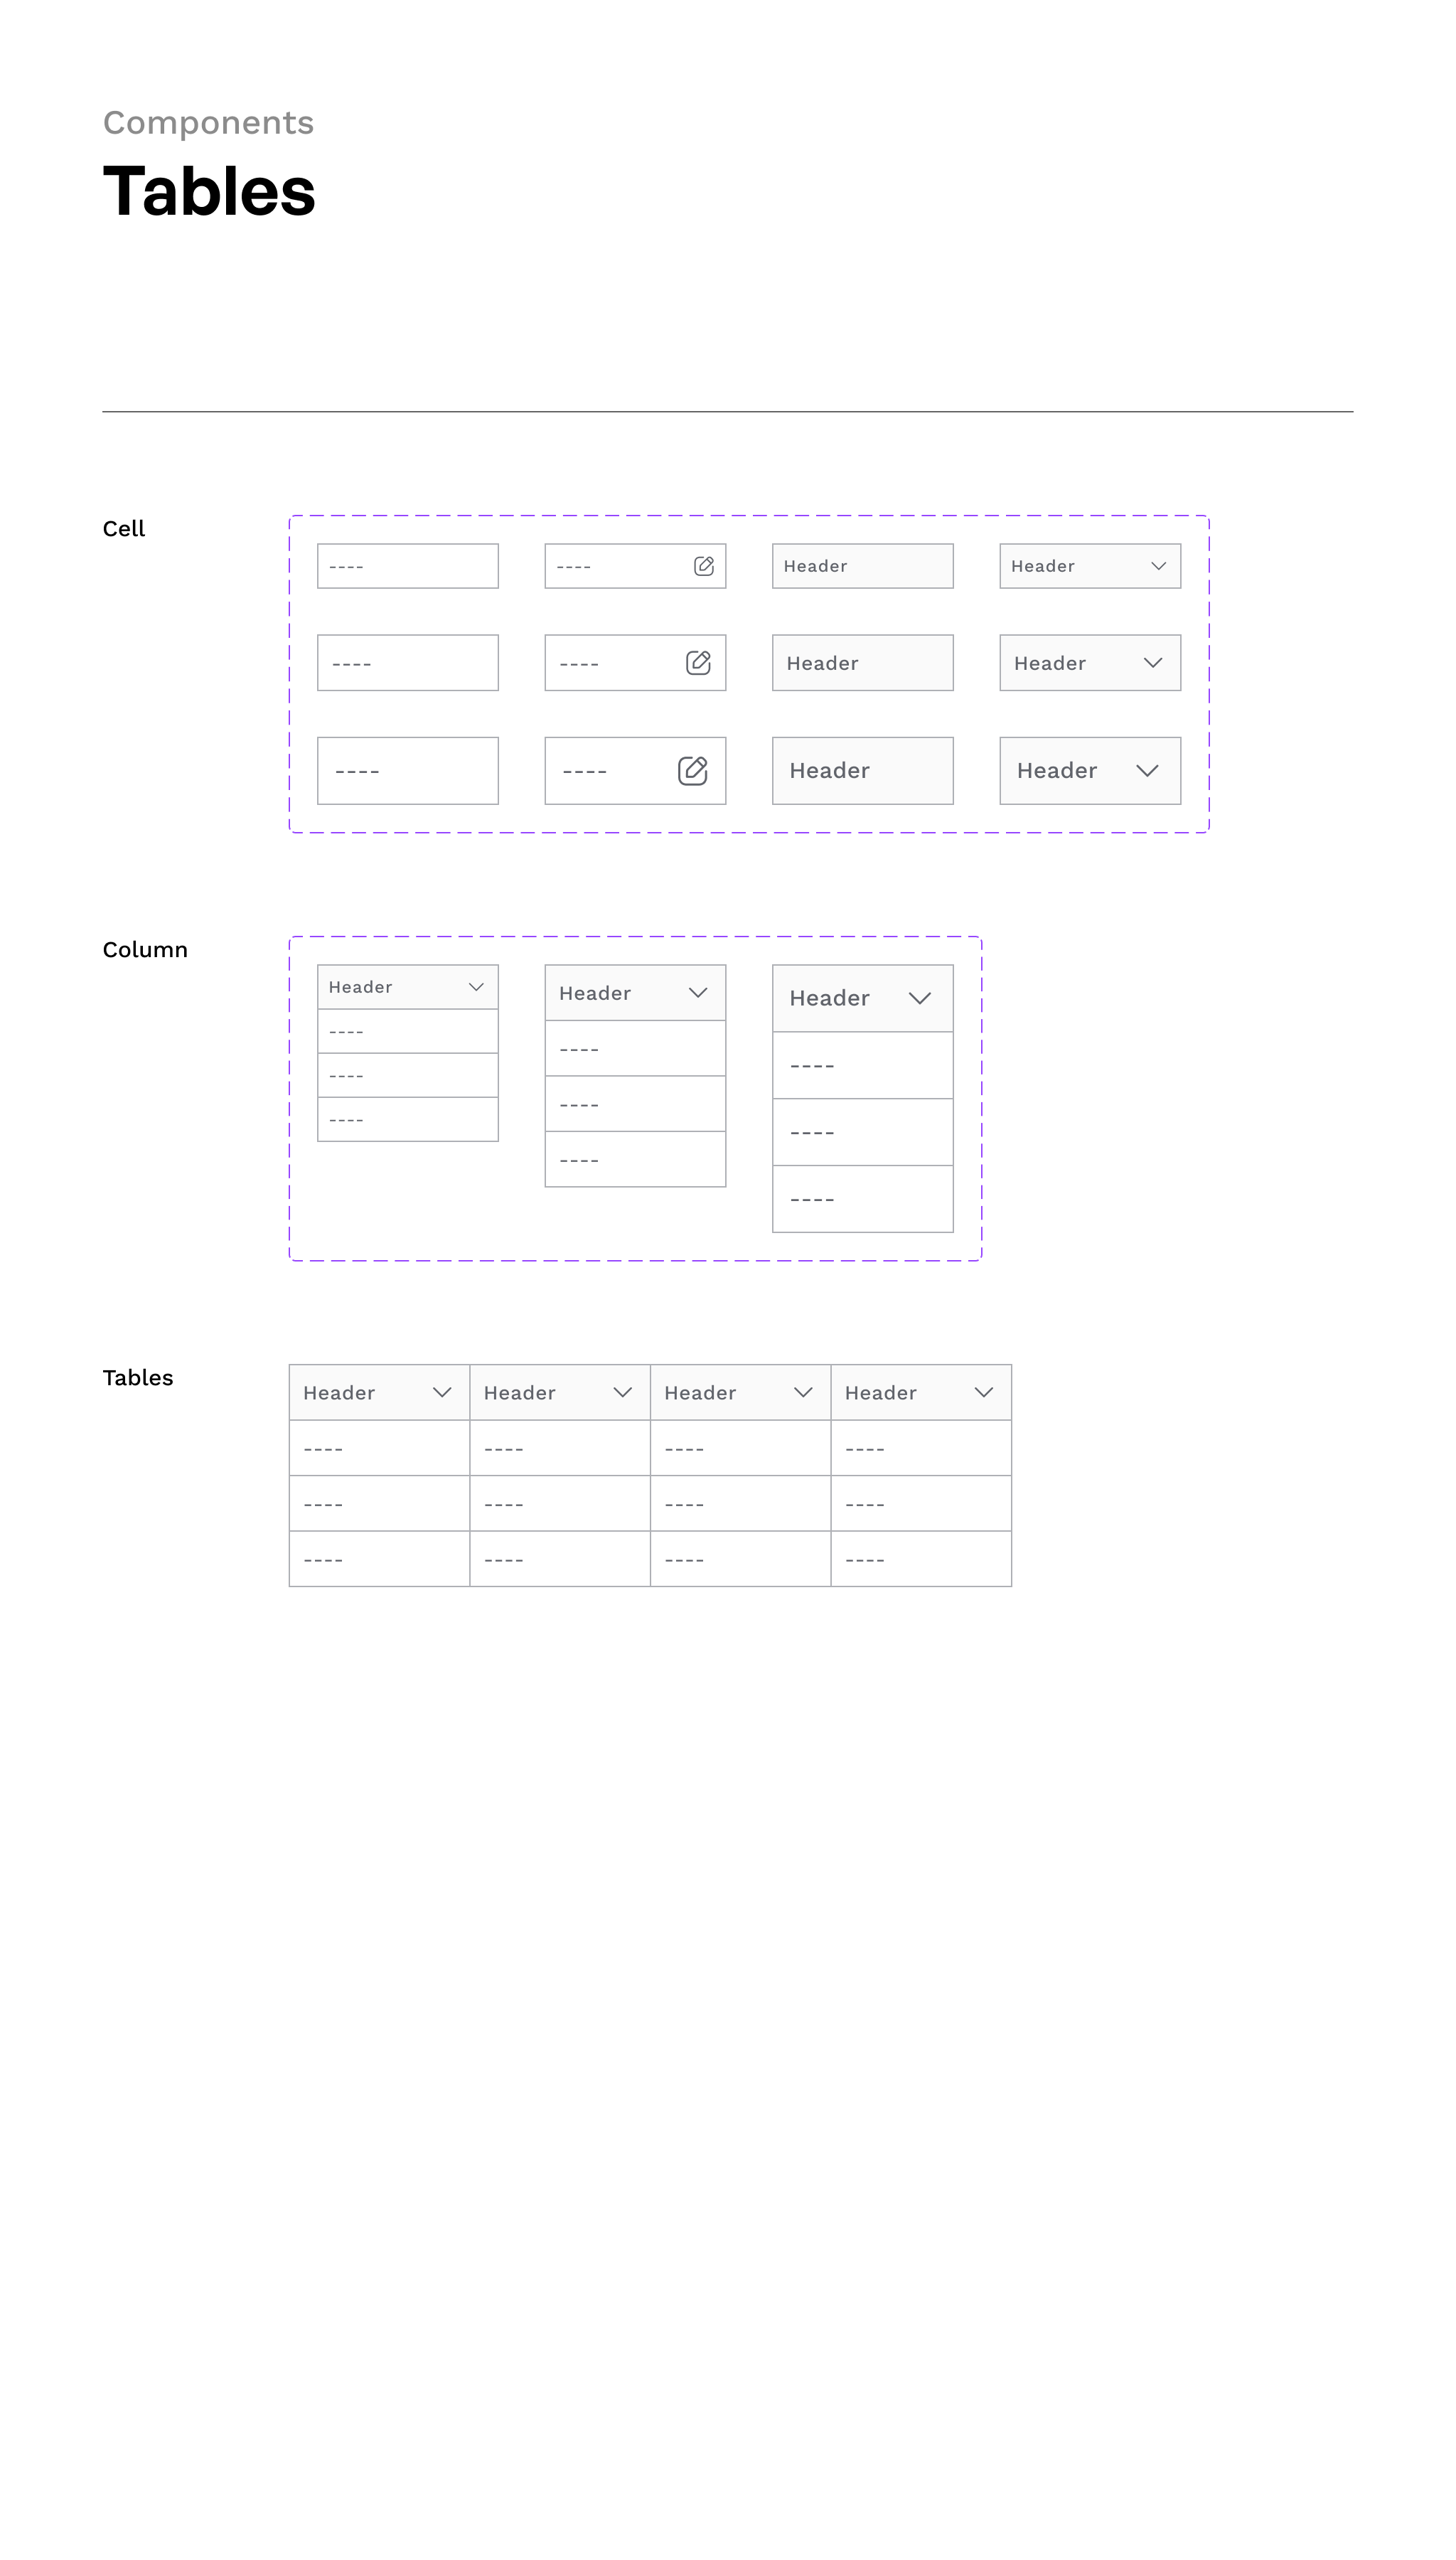 Components
Tables
Cell
---- ---- Header Header
---- ---- Header Header
---- ---- Header Header
Column
Header Header Header
---- ---- ----
---- ---- ----
---- ---- ----
Tables
Header Header Header Header
---- ---- ---- ----
---- ---- ---- ----
---- ---- ---- ----